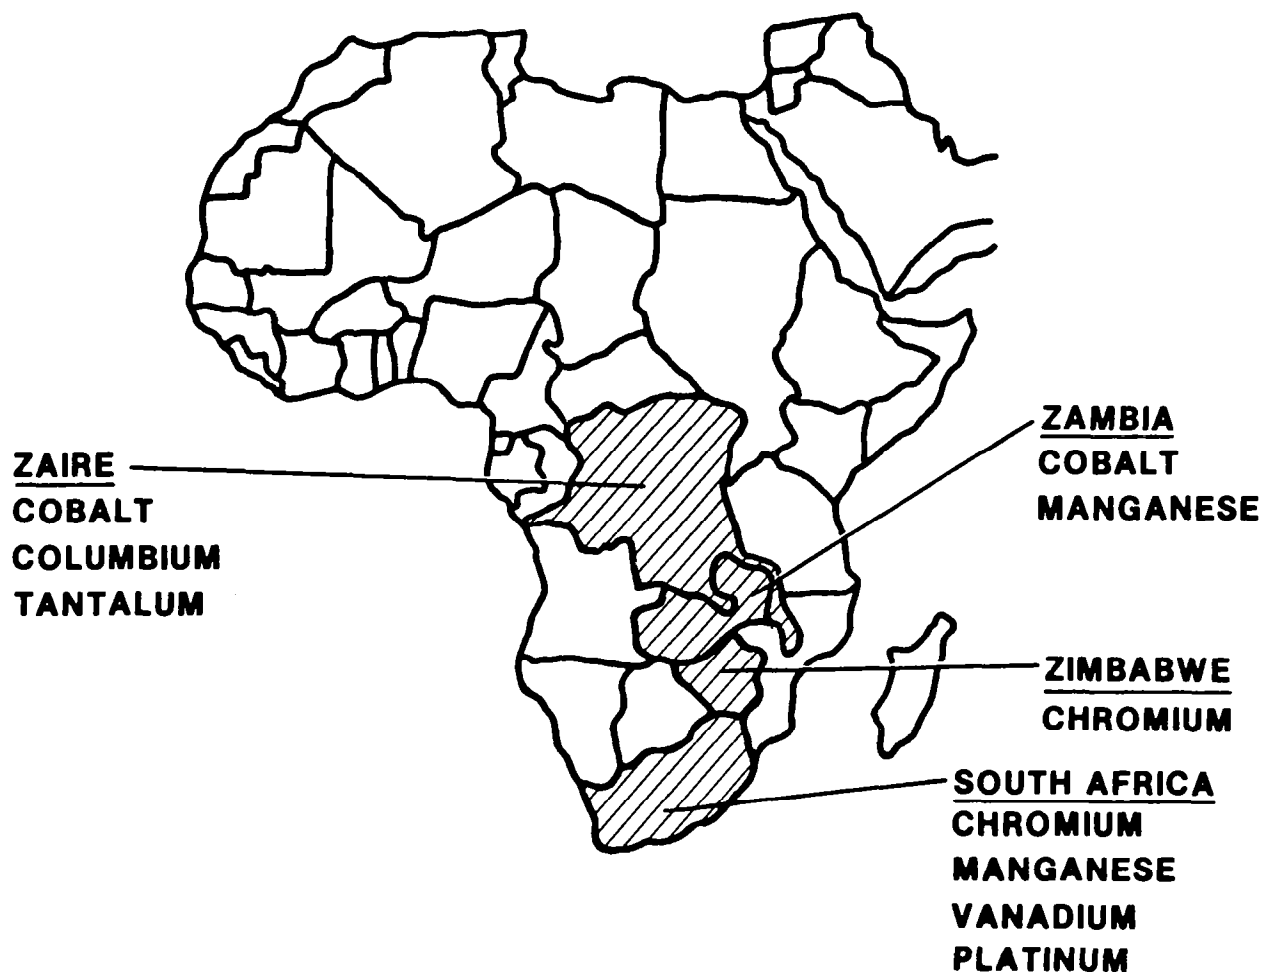 ZAIRE
COBALT
COLUMBIUM
TANTALUM
ZAMBIA
COBALT
MANGANESE
ZIMBABWE
CHROMIUM
SOUTH AFRICA
CHROMIUM
MANGANESE
VANADIUM
PLATINUM